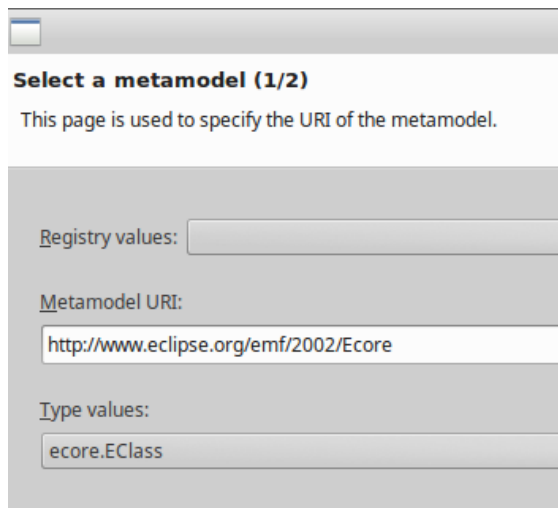 Select a metamodel (1/2)
This page is used to specify the URI of the metamodel.
Registry values:
Metamodel URI:
http://www.eclipse.org/emf/2002/Ecore
Type values:
ecore.EClass